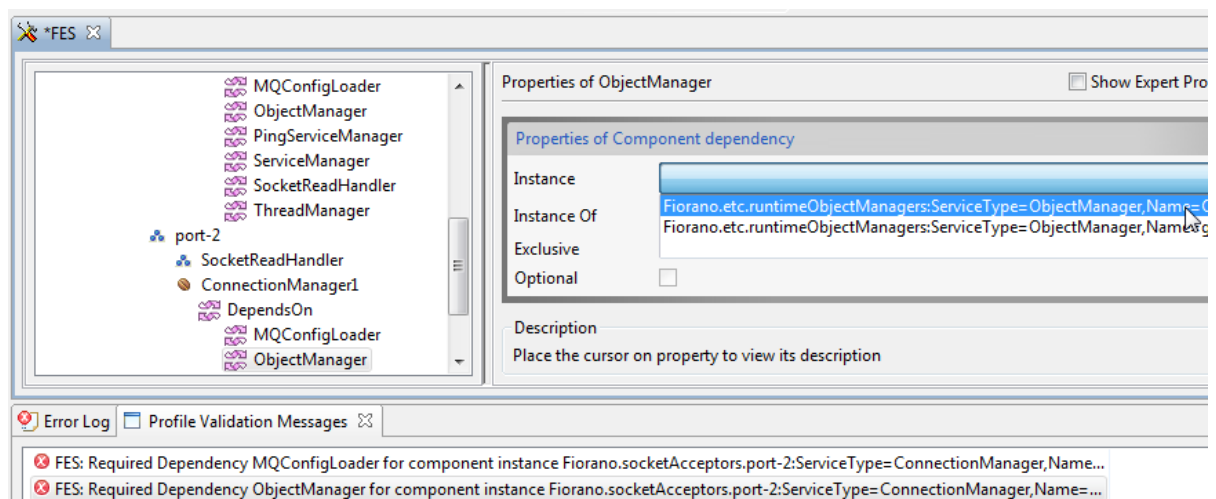 *FES
MQConfigLoader
ObjectManager
PingServiceManager
ServiceManager
SocketReadHandler
ThreadManager
port-2
SocketReadHandler
ConnectionManager1
DependsOn
MQConfigLoader
ObjectManager
Properties of ObjectManager
Show Expert Pro
Properties of Component dependency
Instance
Fiorano.etc.runtimeObjectManagers:ServiceType=ObjectManager,Name=
Instance Of
Fiorano.etc.runtimeObjectManagers:ServiceType=ObjectManager,Name=g
Exclusive
Optional
Description
Place the cursor on property to view its description
Error Log
Profile Validation Messages
FES: Required Dependency MQConfigLoader for component instance Fiorano.socketAcceptors.port-2:ServiceType=ConnectionManager,Name...
FES: Required Dependency ObjectManager for component instance Fiorano.socketAcceptors.port-2:ServiceType=ConnectionManager,Name=...